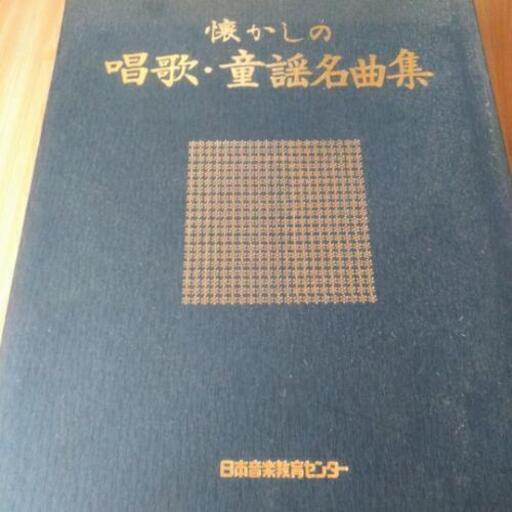 懐かしの
唱歌・童謡名曲集
日本音楽教育センター